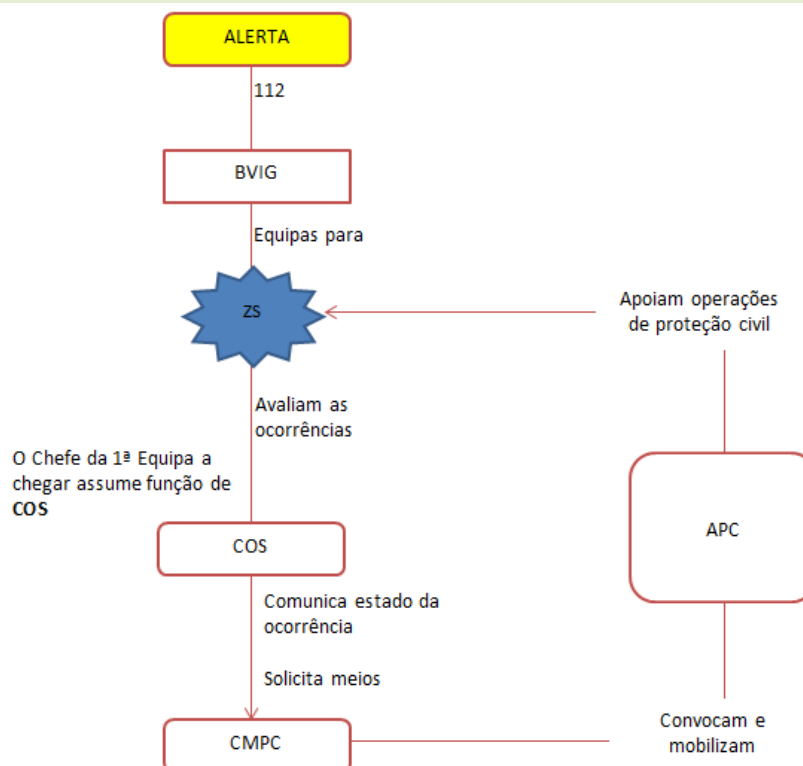 ALERTA
112
BVIG
Equipas para
ZS
Apoiam operações
de proteção civil
Avaliam as
ocorrências
O Chefe da 1ª Equipa a
chegar assume função de
COS
APC
COS
Comunica estado da
ocorrência
Solicita meios
CMPC
Convocam e
mobilizam